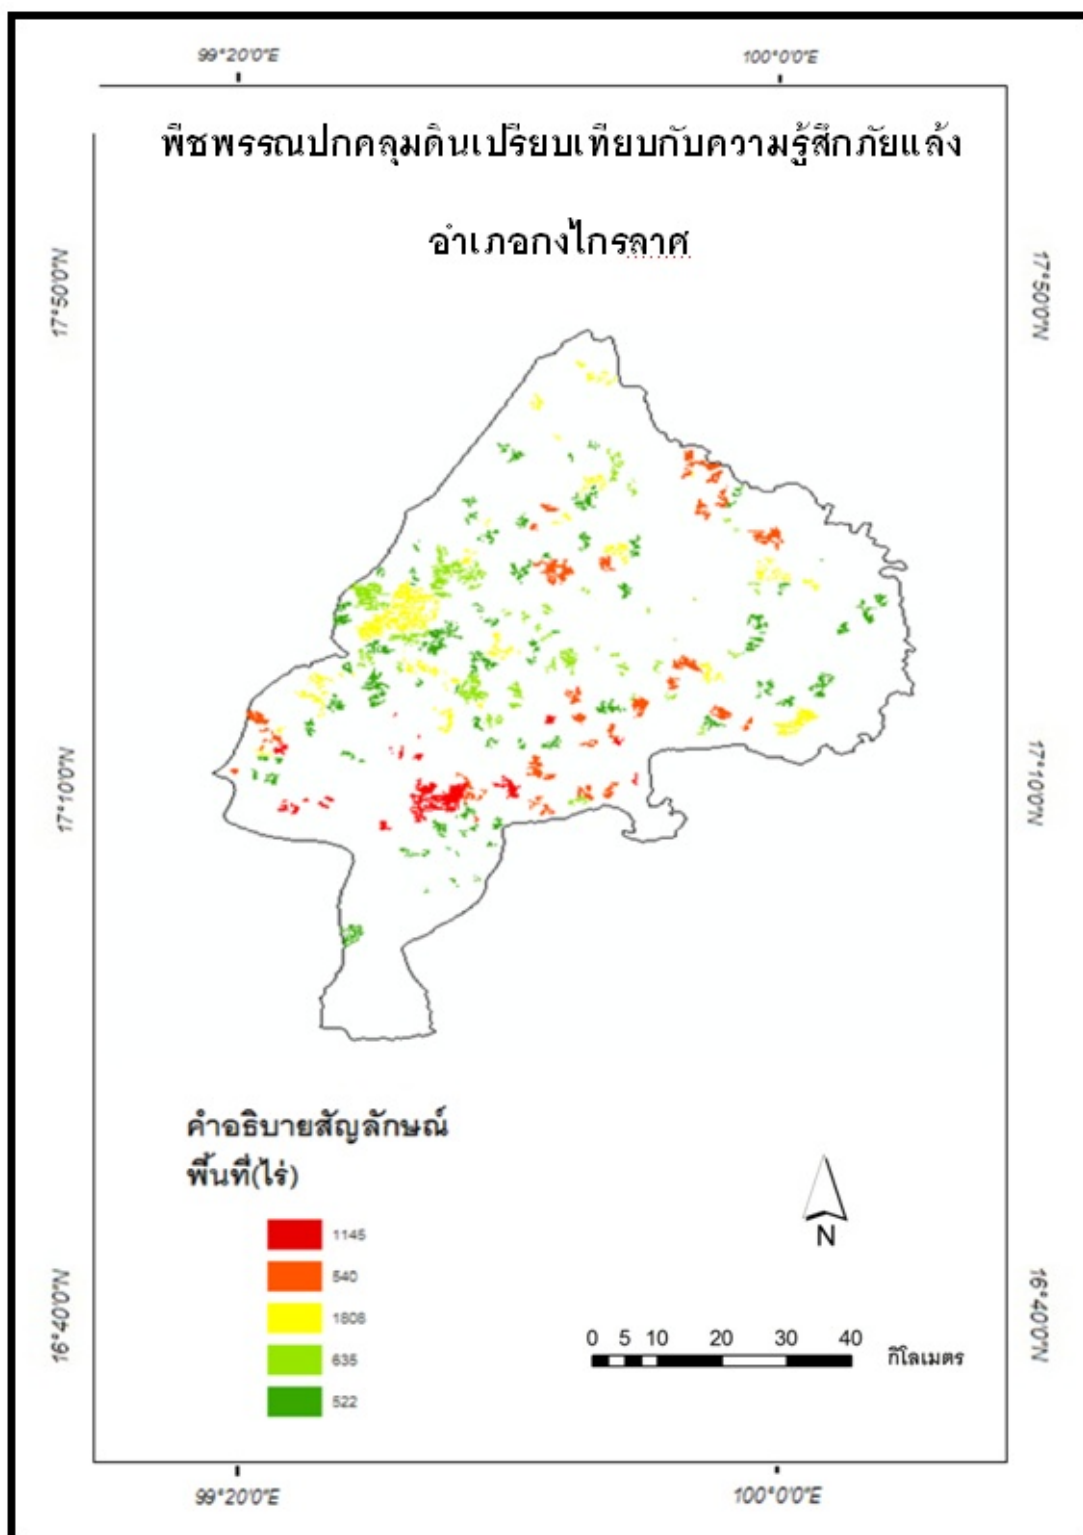 99°20'0"E 100°0'0"E
พืชพรรณปกคลุมดินเปรียบเทียบกับความรู้สึกภัยแล้ง
อำเภอกงไกรลาศ
17°50'0"N 17°50'0"N
17°10'0"N 17°10'0"N
คำอธิบายสัญลักษณ์
พื้นที่(ไร่)
1145
540
1808
635
522
N
16°40'0"N 16°40'0"N
0 5 10 20 30 40
กิโลเมตร
99°20'0"E 100°0'0"E